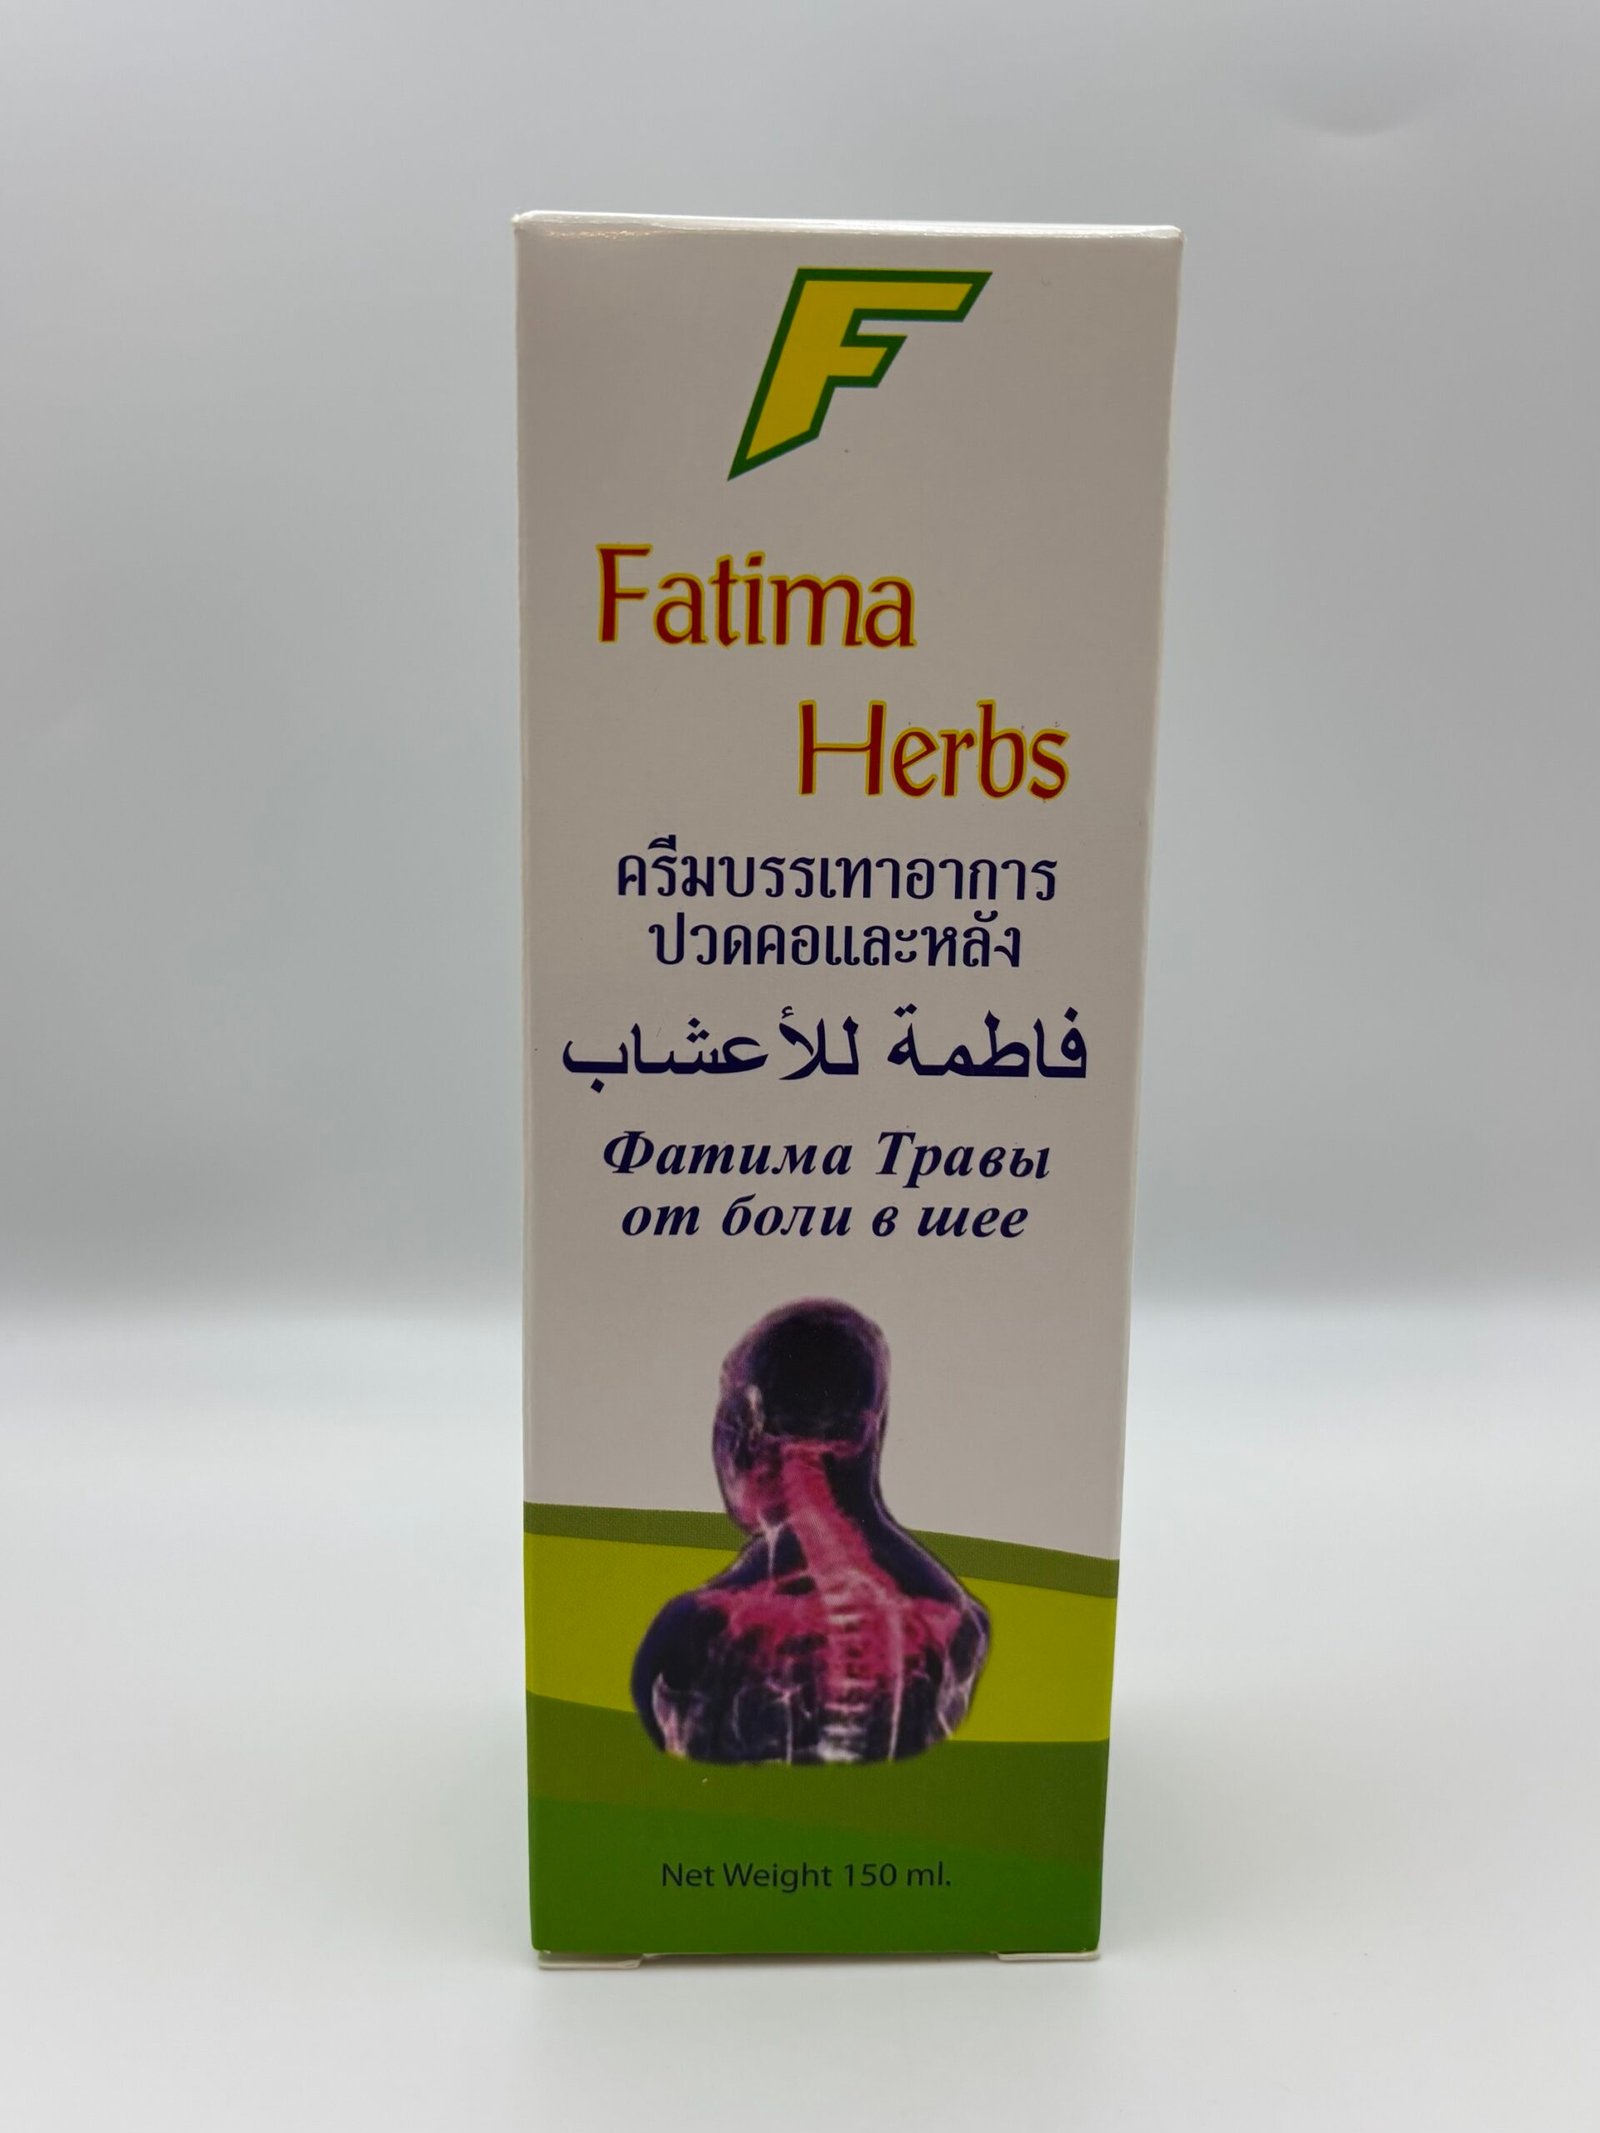 F
Fatima
Herbs
ครีมบรรเทาอาการ
ปวดคอและหลัง
فاطمة للأعشاب
Фатима Травы
от боли в шее
Net Weight 150 ml.